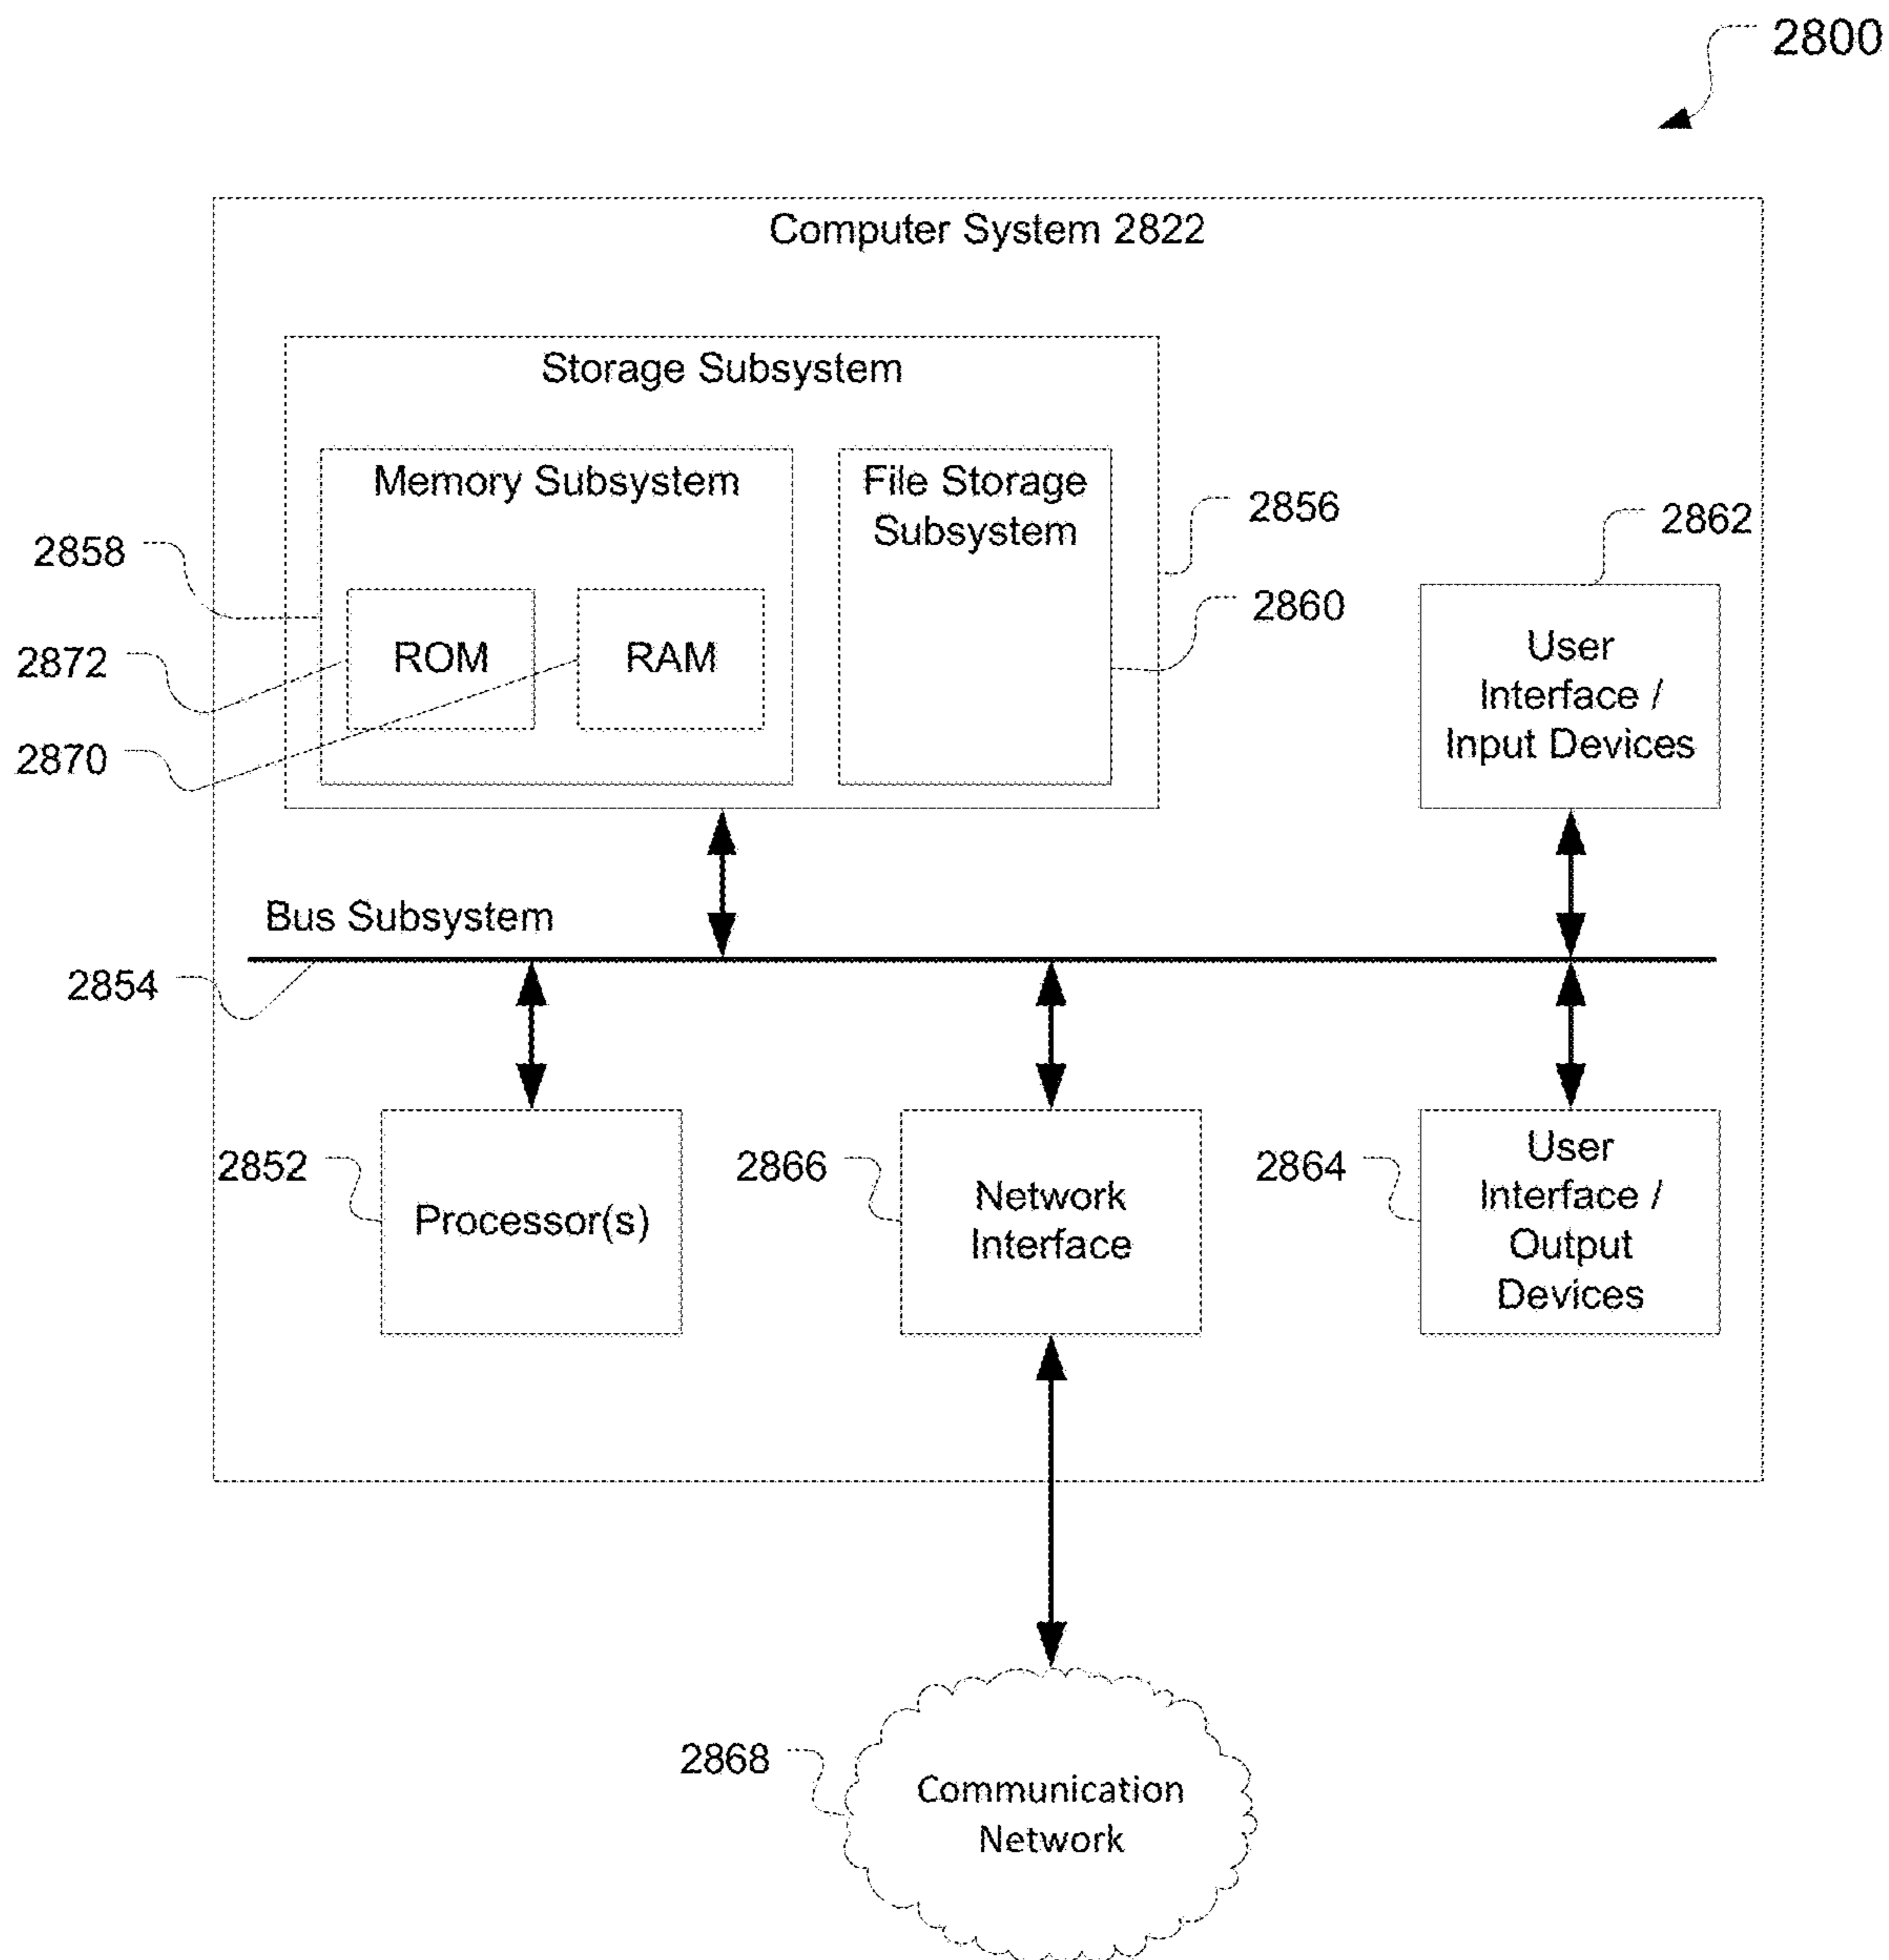 2800
Computer System 2822
Storage Subsystem
Memory Subsystem
File Storage
Subsystem
2856
2862
2858
2860
ROM
RAM
2872
2870
User
Interface /
Input Devices
Bus Subsystem
2854
2852
Processor(s)
2866
Network
Interface
2864
User
Interface /
Output
Devices
2868
Communication
Network